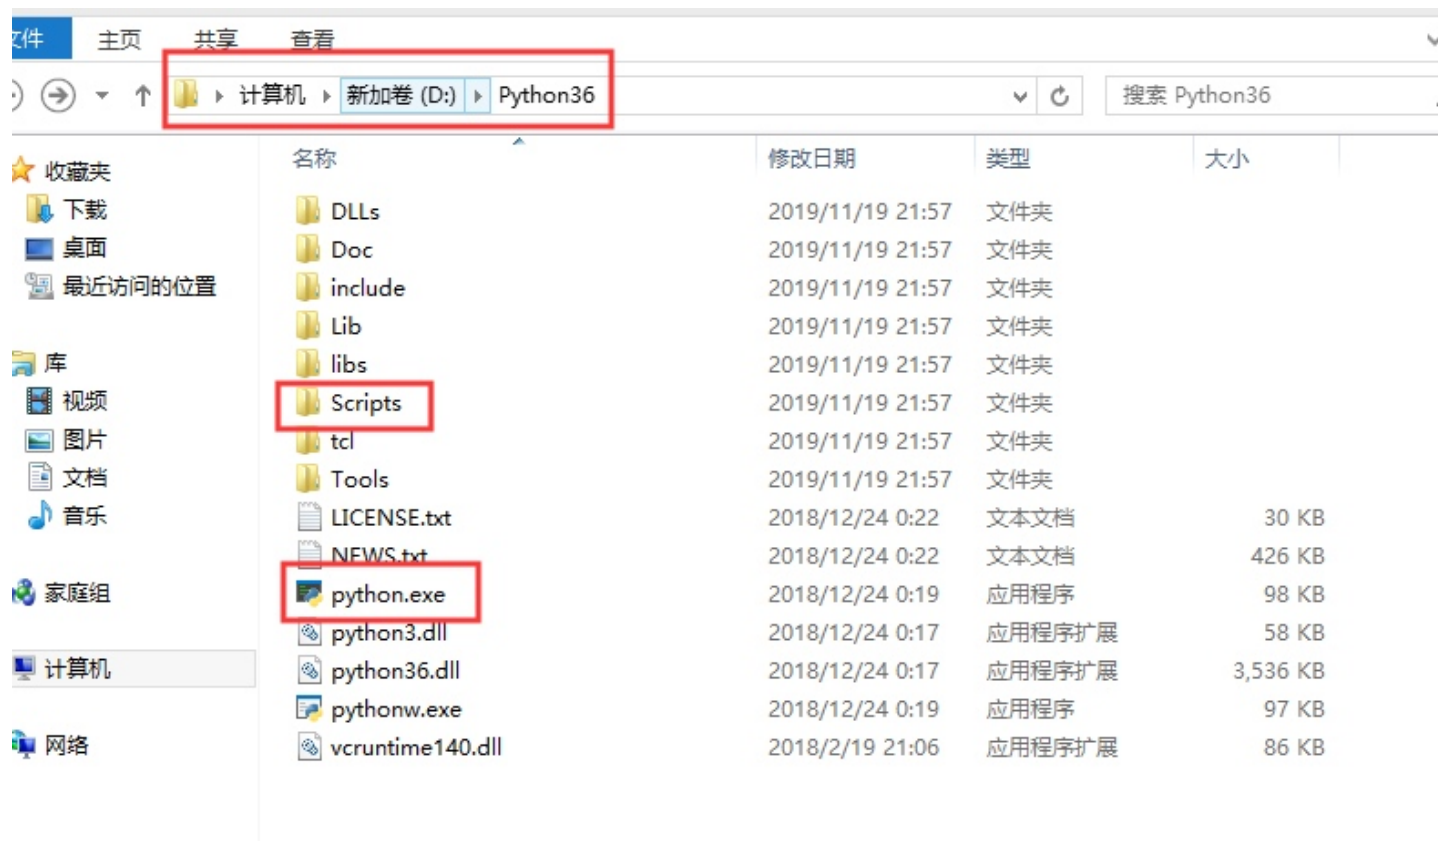 文件 主页 共享 查看
计算机 新加卷 (D:) Python36 搜索 Python36
名称 修改日期 类型 大小
收藏夹
下载
桌面
最近访问的位置
库
视频
图片
文档
音乐
家庭组
计算机
网络
DLLs 2019/11/19 21:57 文件夹
Doc 2019/11/19 21:57 文件夹
include 2019/11/19 21:57 文件夹
Lib 2019/11/19 21:57 文件夹
libs 2019/11/19 21:57 文件夹
Scripts 2019/11/19 21:57 文件夹
tcl 2019/11/19 21:57 文件夹
Tools 2019/11/19 21:57 文件夹
LICENSE.txt 2018/12/24 0:22 文本文档 30 KB
NEWS.txt 2018/12/24 0:22 文本文档 426 KB
python.exe 2018/12/24 0:19 应用程序 98 KB
python3.dll 2018/12/24 0:17 应用程序扩展 58 KB
python36.dll 2018/12/24 0:17 应用程序扩展 3,536 KB
pythonw.exe 2018/12/24 0:19 应用程序 97 KB
vcruntime140.dll 2018/2/19 21:06 应用程序扩展 86 KB